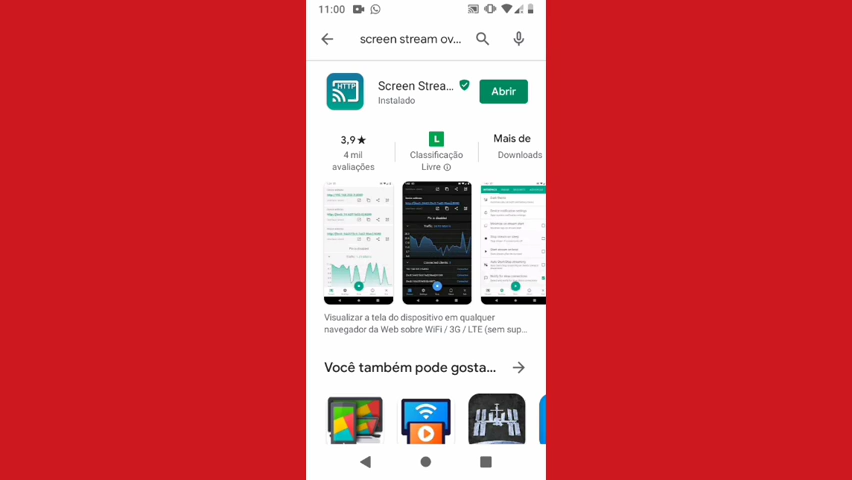 11:00
screen stream ov...
HTTP
Screen Strea...
Instalado
Abrir
3,9★
4 mil
avaliações
L
Classificação
Livre
Mais de
Downloads
Visualizar a tela do dispositivo em qualquer
navegador da Web sobre WiFi / 3G / LTE (sem sup...
Você também pode gosta...